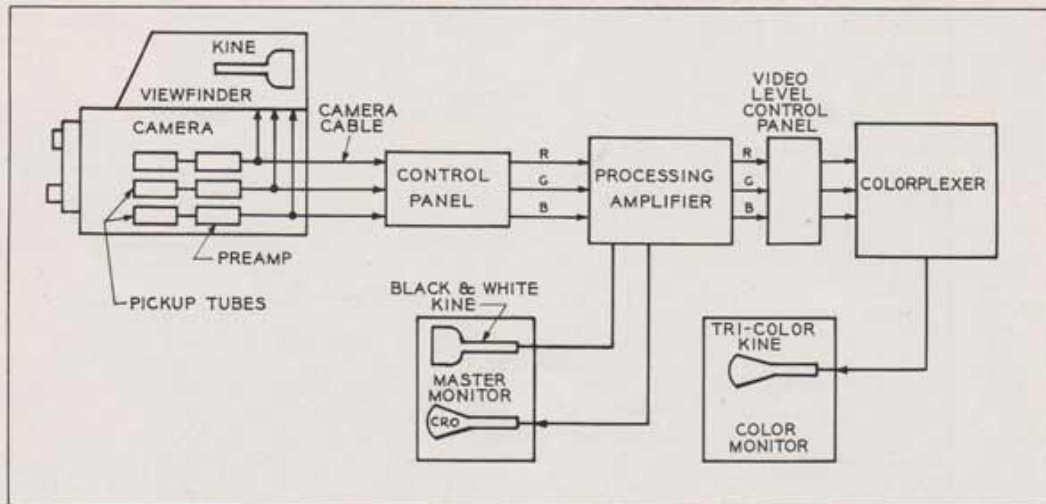 KINE
VIEWFINDER
CAMERA
CAMERA
CABLE
PREAMP
PICKUP TUBES
CONTROL
PANEL
R
G
B
PROCESSING
AMPLIFIER
R
G
B
VIDEO
LEVEL
CONTROL
PANEL
COLORPLEXER
BLACK & WHITE
KINE
MASTER
MONITOR
CRO
TRI-COLOR
KINE
COLOR
MONITOR